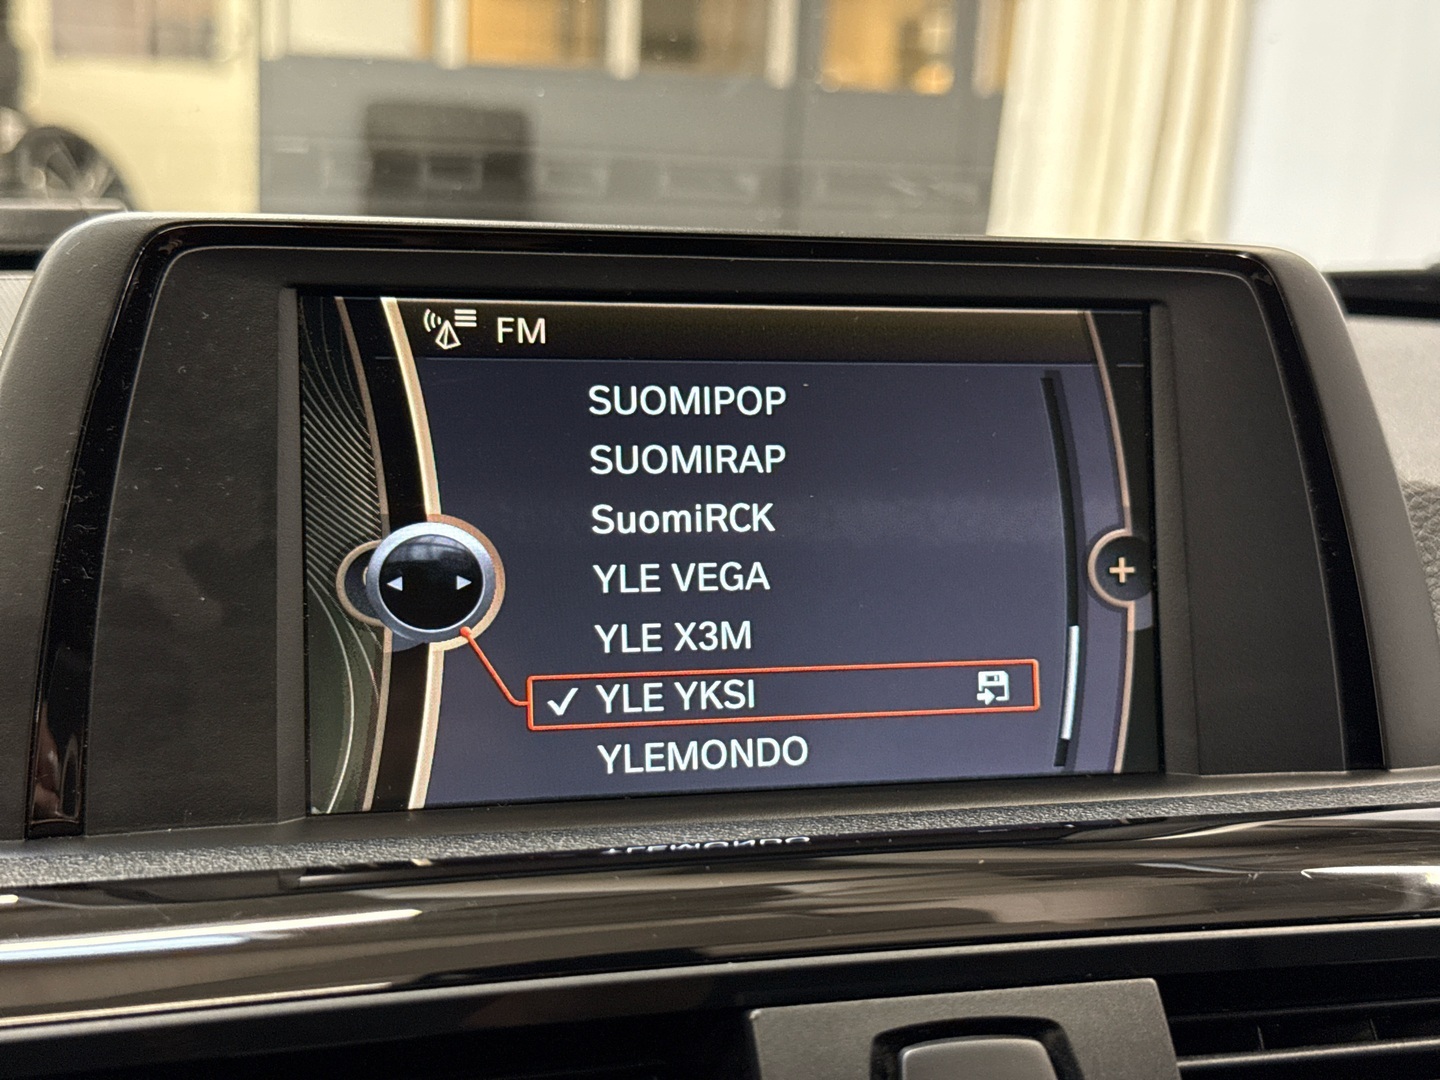 FM
SUOMIPOP
SUOMIRAP
SuomiRCK
YLE VEGA
YLE X3M
YLE YKSI
YLEMONDO